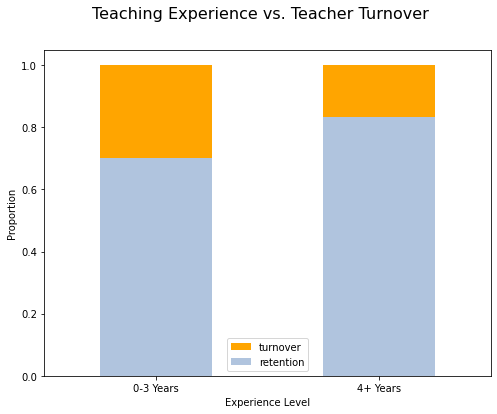 Teaching Experience vs. Teacher Turnover
1.0
0.8
0.6
0.4
0.2
0.0
Proportion
turnover
retention
0-3 Years
4+ Years
Experience Level